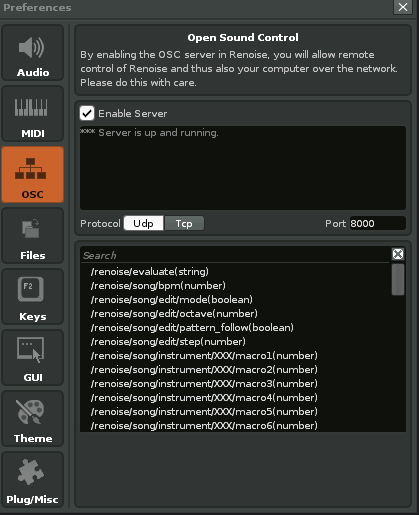 Preferences
Open Sound Control
By enabling the OSC server in Renoise, you will allow remote
control of Renoise and thus also your computer over the network.
Please do this with care.
Audio
MIDI
OSC
Files
F2
Keys
GUI
Theme
Plug/Misc
Enable Server
*** Server is up and running.
Protocol Udp Tcp Port 8000
Search
/renoise/evaluate(string)
/renoise/song/bpm(number)
/renoise/song/edit/mode(boolean)
/renoise/song/edit/octave(number)
/renoise/song/edit/pattern_follow(boolean)
/renoise/song/edit/step(number)
/renoise/song/instrument/XXX/macro1(number)
/renoise/song/instrument/XXX/macro2(number)
/renoise/song/instrument/XXX/macro3(number)
/renoise/song/instrument/XXX/macro4(number)
/renoise/song/instrument/XXX/macro5(number)
/renoise/song/instrument/XXX/macro6(number)